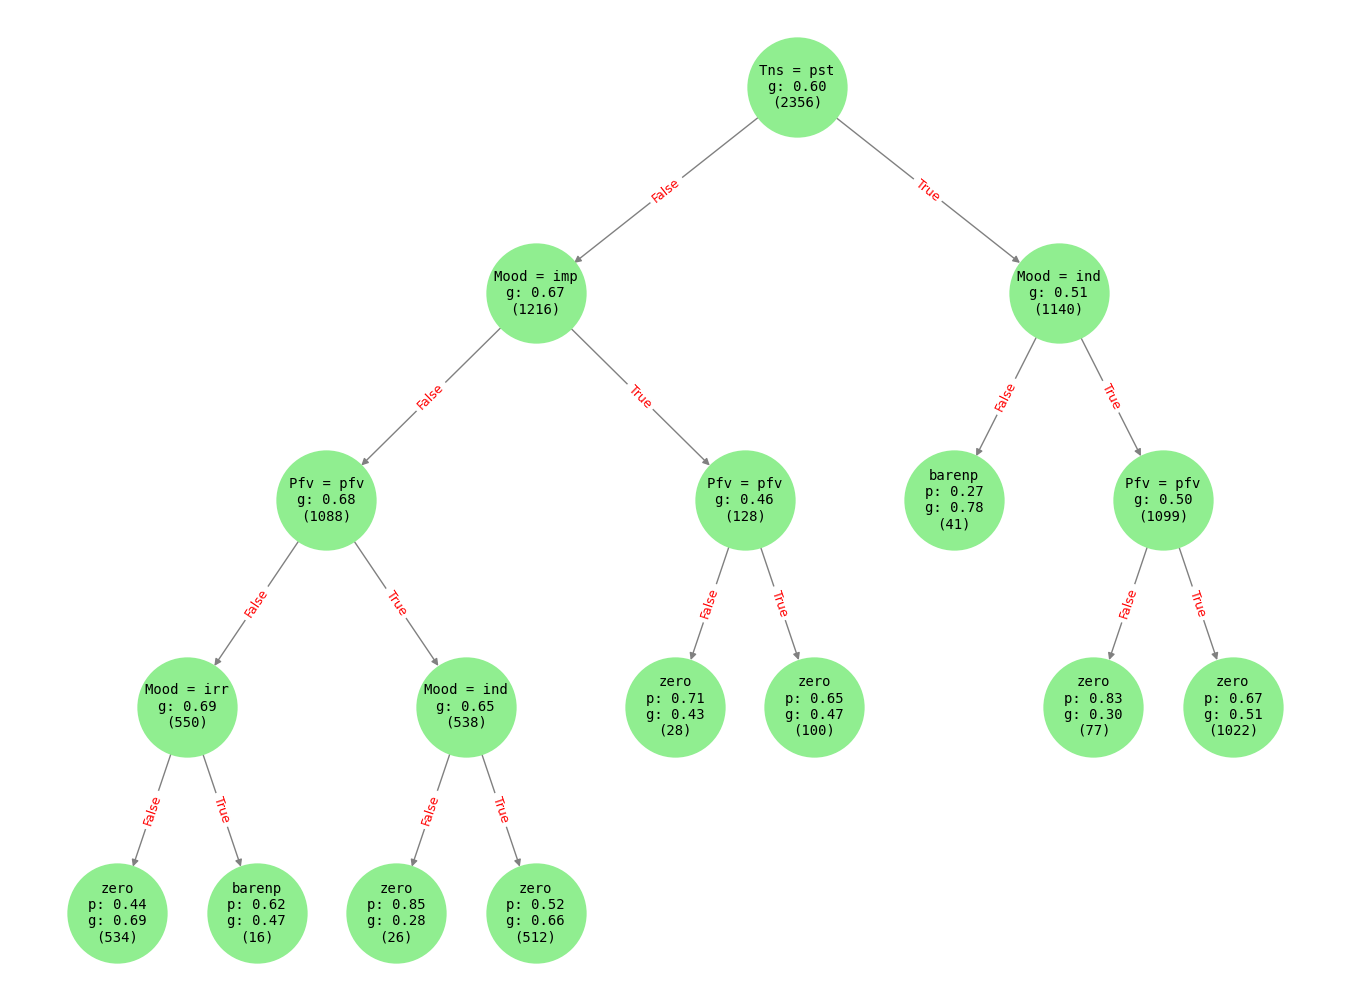 Tns = pst
g: 0.60
(2356)
False
True
Mood = imp
g: 0.67
(1216)
Mood = ind
g: 0.51
(1140)
False
True
False
True
Pfv = pfv
g: 0.68
(1088)
Pfv = pfv
g: 0.46
(128)
barenp
p: 0.27
g: 0.78
(41)
Pfv = pfv
g: 0.50
(1099)
False
True
False
True
False
True
Mood = irr
g: 0.69
(550)
Mood = ind
g: 0.65
(538)
zero
p: 0.71
g: 0.43
(28)
zero
p: 0.65
g: 0.47
(100)
zero
p: 0.83
g: 0.30
(77)
zero
p: 0.67
g: 0.51
(1022)
False
True
False
True
zero
p: 0.44
g: 0.69
(534)
barenp
p: 0.62
g: 0.47
(16)
zero
p: 0.85
g: 0.28
(26)
zero
p: 0.52
g: 0.66
(512)